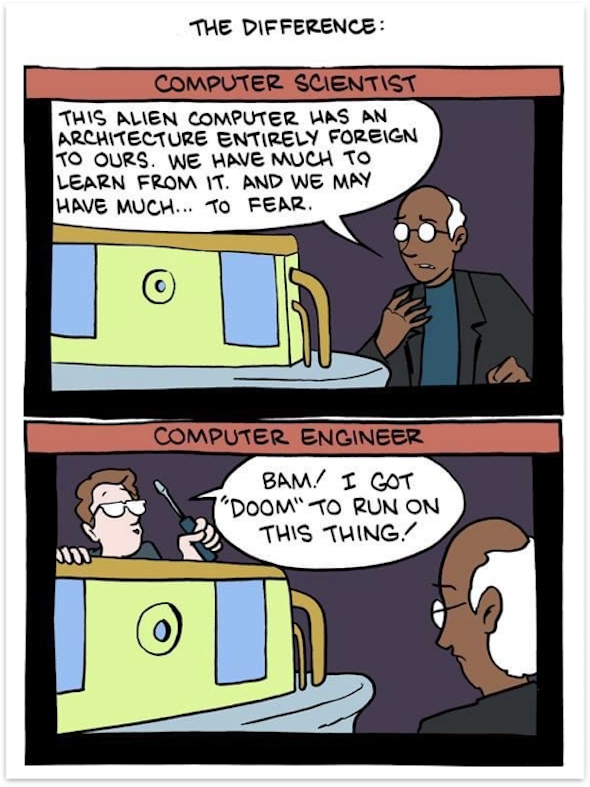 THE DIFFERENCE:
COMPUTER SCIENTIST
THIS ALIEN COMPUTER HAS AN
ARCHITECTURE ENTIRELY FOREIGN
TO OURS. WE HAVE MUCH TO
LEARN FROM IT. AND WE MAY
HAVE MUCH... TO FEAR.
COMPUTER ENGINEER
BAM! I GOT
"DOOM" TO RUN ON
THIS THING!